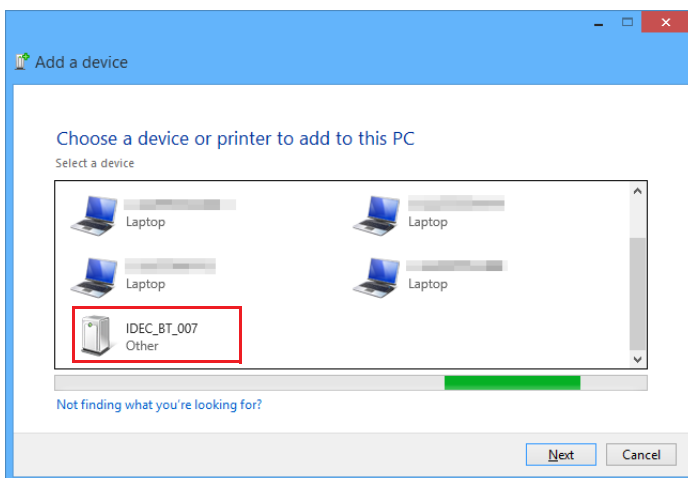 Add a device
Choose a device or printer to add to this PC
Select a device
Laptop
Laptop
Laptop
Laptop
IDEC_BT_007
Other
Not finding what you're looking for?
Next
Cancel